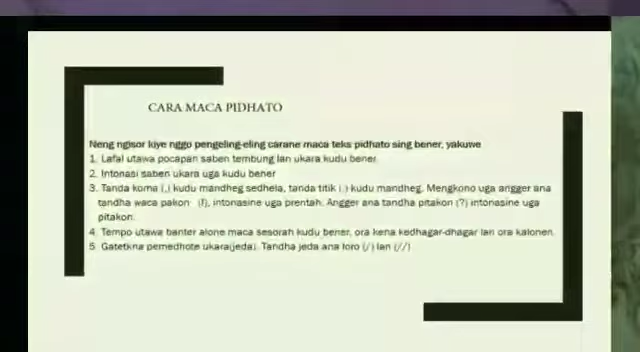 CARA MACA PIDHATO
Neng ngisor kiye nggo pengeling-eling carane maca teks pidhato sing bener, yakuwe
1. Lafal utawa pocapan saben tembung lan ukara kudu bener.
2. Intonasi saben ukara uga kudu bener
3. Tanda koma (,) kudu mandheg sedhela, tanda titik (.) kudu mandheg. Mengkono uga angger ana
tandha waca pakon (!), intonasine uga prentah. Angger ana tandha pitakon (?) intonasine uga
pitakon.
4. Tempo utawa banter alone maca sesorah kudu bener, ora kena kedhagar-dhagar lan ora kalonen.
5. Gatetkna pemedhote ukara(jeda). Tandha jeda ana loro (/) lan (//)